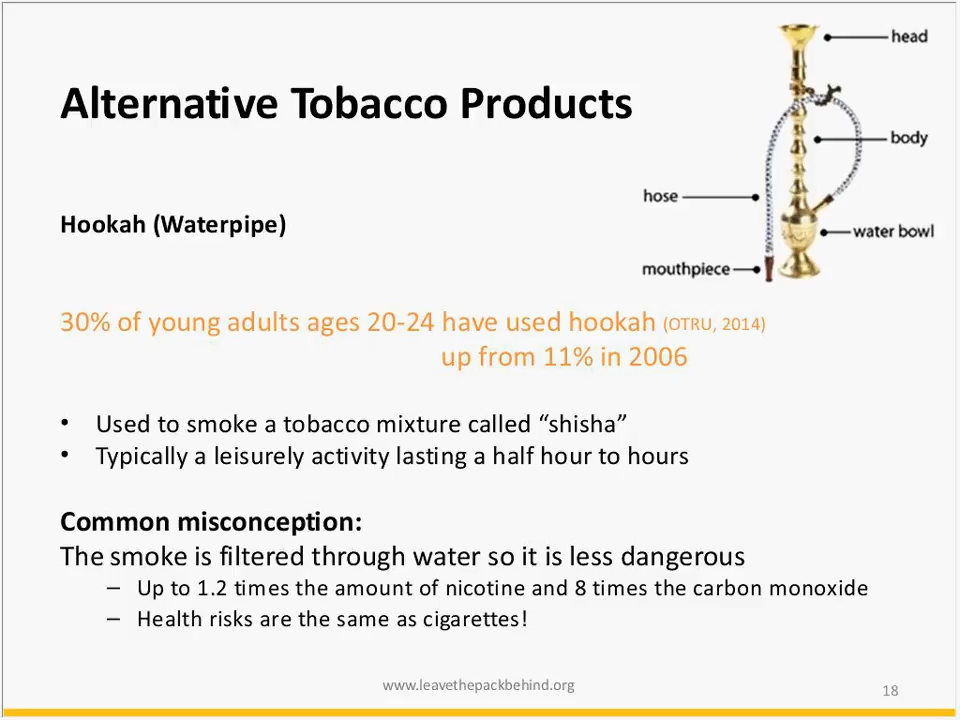 Alternative Tobacco Products
head
body
hose
water bowl
mouthpiece
Hookah (Waterpipe)
30% of young adults ages 20-24 have used hookah (OTRU, 2014)
up from 11% in 2006
• Used to smoke a tobacco mixture called “shisha”
• Typically a leisurely activity lasting a half hour to hours
Common misconception:
The smoke is filtered through water so it is less dangerous
– Up to 1.2 times the amount of nicotine and 8 times the carbon monoxide
– Health risks are the same as cigarettes!
www.leavethepackbehind.org
18